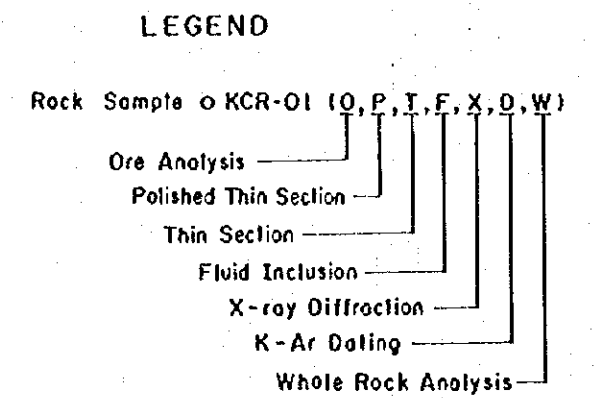 LEGEND
Rock Sample o KCR-01 (O,P,T,F,X,D,W)
Ore Analysis
Polished Thin Section
Thin Section
Fluid Inclusion
X-ray Diffraction
K-Ar Dating
Whole Rock Analysis